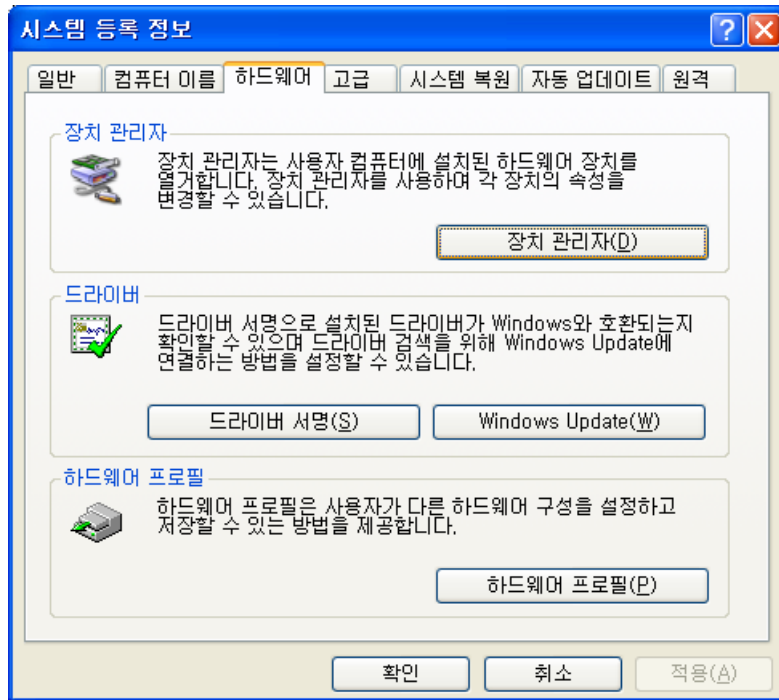 시스템 등록 정보
일반 컴퓨터 이름 하드웨어 고급 시스템 복원 자동 업데이트 원격
장치 관리자
장치 관리자는 사용자 컴퓨터에 설치된 하드웨어 장치를
열거합니다. 장치 관리자를 사용하여 각 장치의 속성을
변경할 수 있습니다.
장치 관리자(D)
드라이버
드라이버 서명으로 설치된 드라이버가 Windows와 호환되는지
확인할 수 있으며 드라이버 검색을 위해 Windows Update에
연결하는 방법을 설정할 수 있습니다.
드라이버 서명(S) Windows Update(W)
하드웨어 프로필
하드웨어 프로필은 사용자가 다른 하드웨어 구성을 설정하고
저장할 수 있는 방법을 제공합니다.
하드웨어 프로필(P)
확인 취소 적용(A)